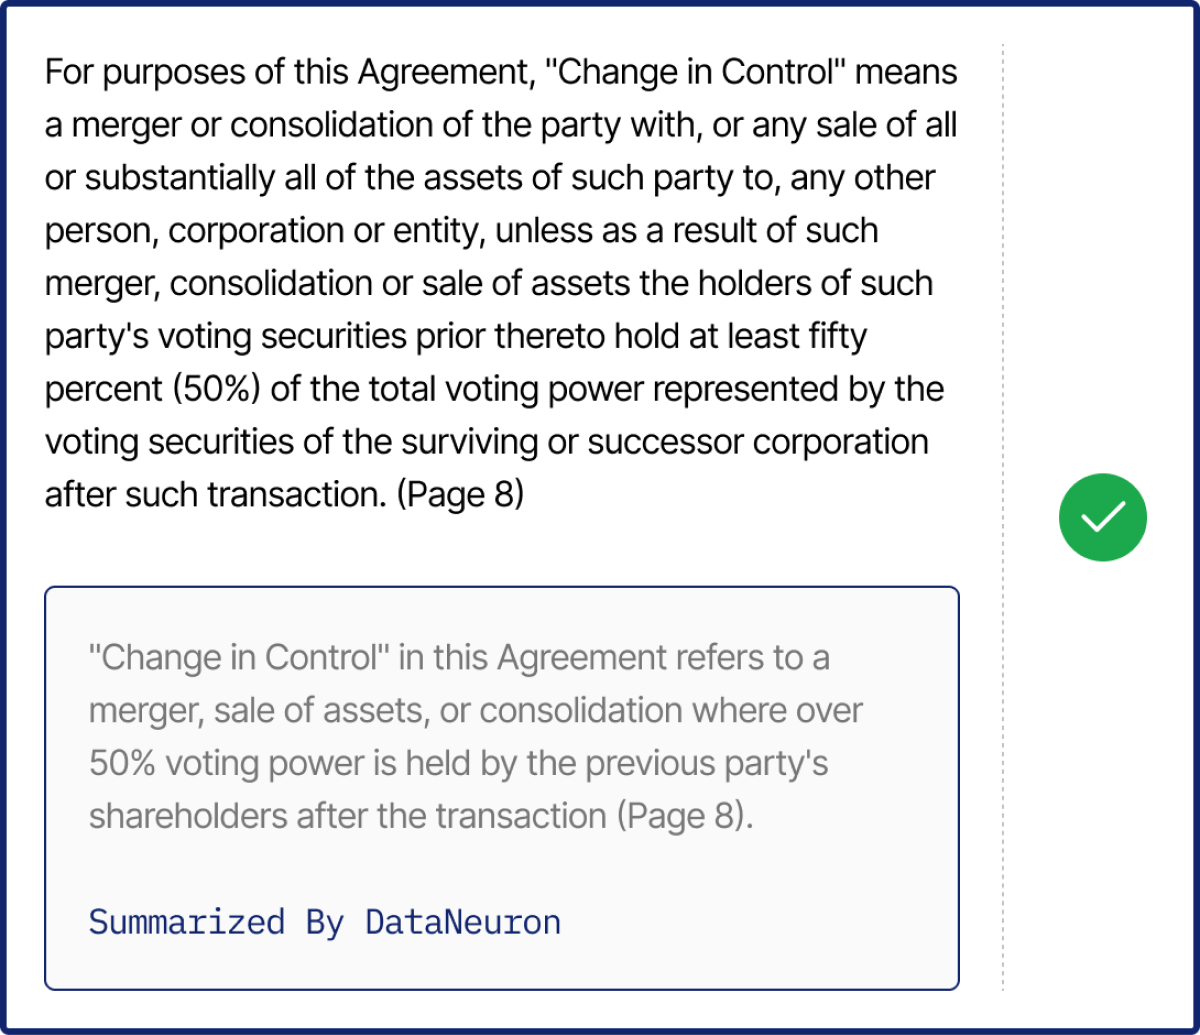 For purposes of this Agreement, "Change in Control" means
a merger or consolidation of the party with, or any sale of all
or substantially all of the assets of such party to, any other
person, corporation or entity, unless as a result of such
merger, consolidation or sale of assets the holders of such
party's voting securities prior thereto hold at least fifty
percent (50%) of the total voting power represented by the
voting securities of the surviving or successor corporation
after such transaction. (Page 8)
"Change in Control" in this Agreement refers to a
merger, sale of assets, or consolidation where over
50% voting power is held by the previous party's
shareholders after the transaction (Page 8).
Summarized By DataNeuron